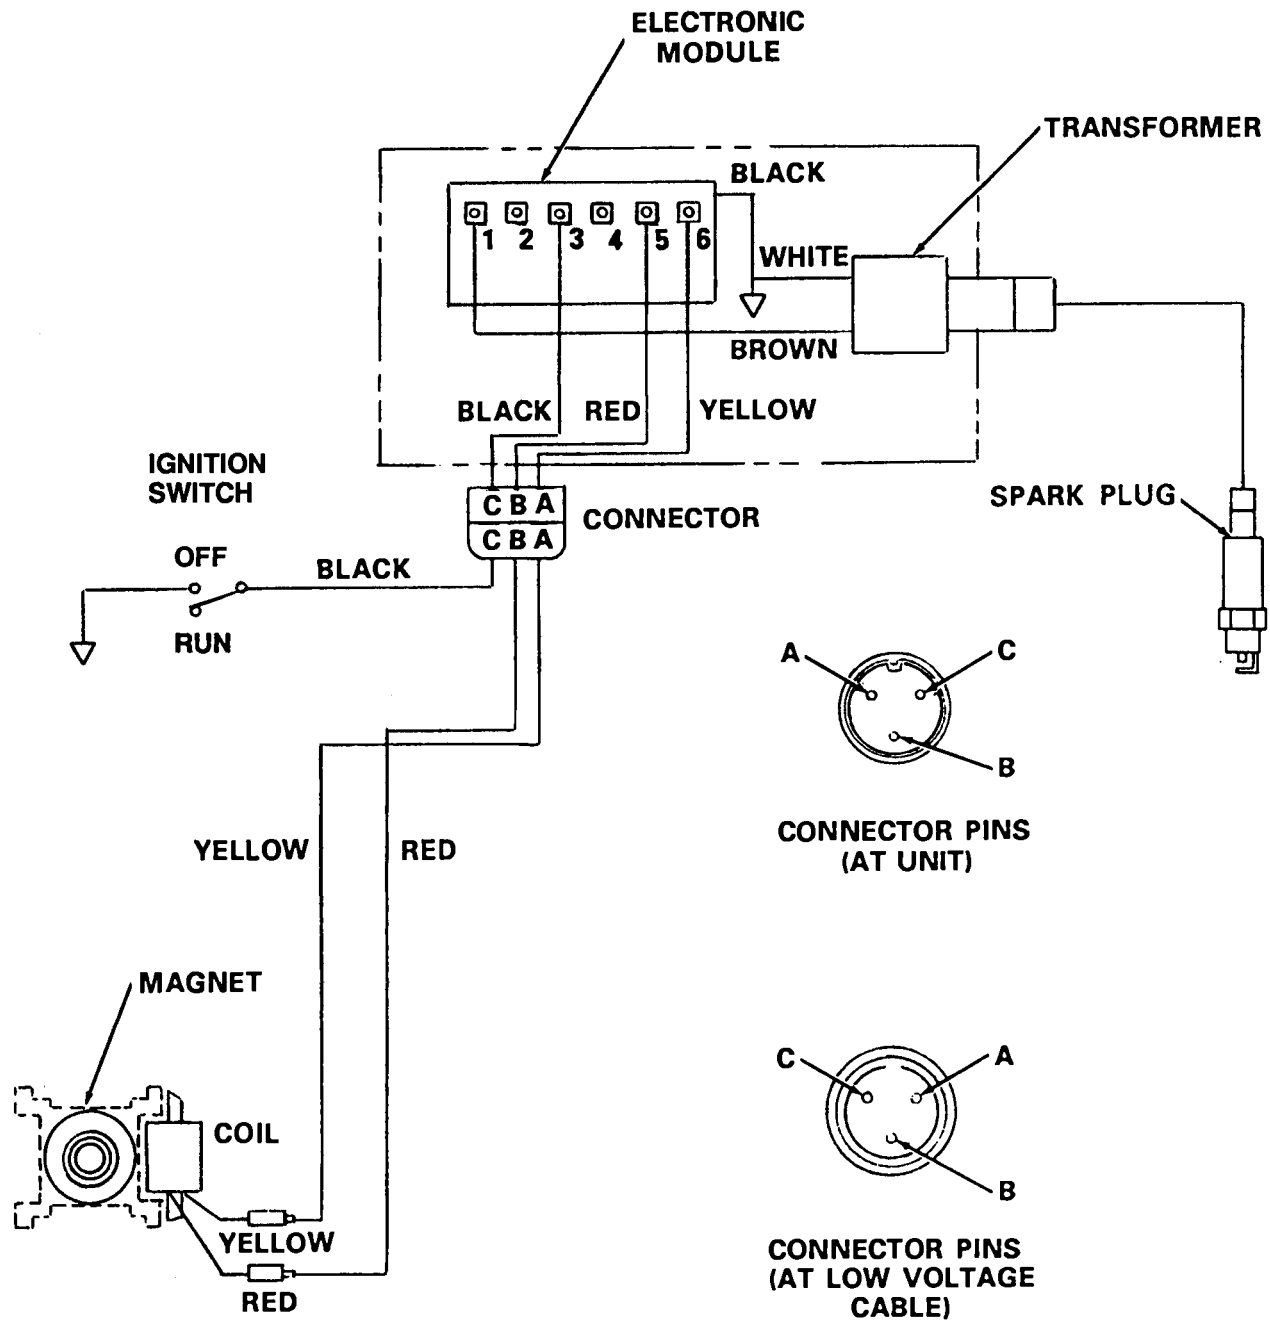 ELECTRONIC
MODULE
TRANSFORMER
BLACK
1 2 3 4 5 6
WHITE
BROWN
BLACK RED YELLOW
IGNITION
SWITCH
C B A
CONNECTOR
C B A
SPARK PLUG
OFF
BLACK
RUN
A
C
B
CONNECTOR PINS
(AT UNIT)
YELLOW
RED
MAGNET
COIL
C
A
B
YELLOW
RED
CONNECTOR PINS
(AT LOW VOLTAGE
CABLE)